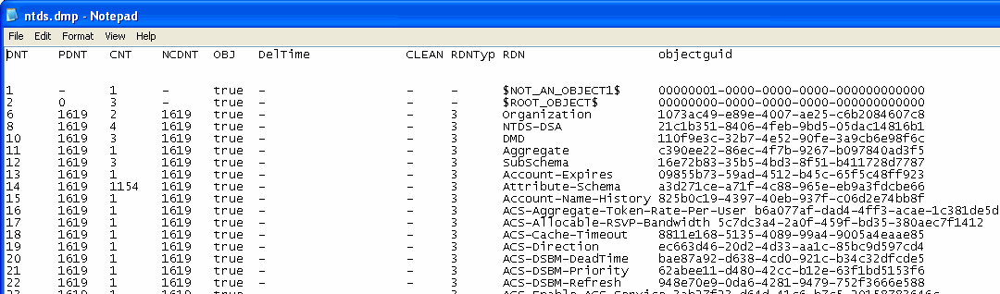 ntds.dmp - Notepad
File Edit Format View Help
DNT PDNT CNT NCDNT OBJ DelTime CLEAN RDNTyp RDN objectguid
1 - 1 - true - - - $NOT_AN_OBJECT1$ 00000001-0000-0000-0000-000000000000
2 0 3 - true - - - $ROOT_OBJECT$ 00000000-0000-0000-0000-000000000000
6 1619 2 1619 true - - 3 Organization 1073ac49-e89e-4007-ae25-c6b2084607c8
8 1619 4 1619 true - - 3 NTDS-DSA 21c1b351-8406-4feb-9bd5-05dac14816b1
10 1619 3 1619 true - - 3 DMD 110f9e3c-32b7-4e52-90fe-3a9cb6e98f6c
11 1619 1 1619 true - - 3 Aggregate c390ee22-86ec-4f7b-9267-b097840ad3f5
12 1619 3 1619 true - - 3 SubSchema 16e72b83-35b5-4bd3-8f51-b411728d7787
13 1619 1 1619 true - - 3 Account-Expires 09855b73-59ad-4512-b45c-65f5c48ff923
14 1619 1154 1619 true - - 3 Attribute-Schema a3d271ce-a71f-4c88-965e-eb9a3fdcbe66
15 1619 1 1619 true - - 3 Account-Name-History 825b0c19-4397-40eb-937f-c06d2e74bb8f
16 1619 1 1619 true - - 3 ACS-Aggregate-Token-Rate-Per-User b6a077af-dad4-4ff3-acae-1c381de5d
17 1619 1 1619 true - - 3 ACS-Allocable-RSVP-Bandwidth 5c7dc3a4-2a0f-459f-bd35-380aec7f1412
18 1619 1 1619 true - - 3 ACS-Cache-Timeout 8811e168-5135-4089-99a4-9005a4eaae85
19 1619 1 1619 true - - 3 ACS-Direction ec663d46-20d2-4d33-aa1c-85bc9d597cd4
20 1619 1 1619 true - - 3 ACS-DSBM-DeadTime bae87a92-d638-4cd0-921c-b34c32dfcde5
21 1619 1 1619 true - - 3 ACS-DSBM-Priority 62abee11-d480-42cc-b12e-63f1bd5153f6
22 1619 1 1619 true - - 3 ACS-DSBM-Refresh 948e70e9-0da6-4281-9479-752f3666e588